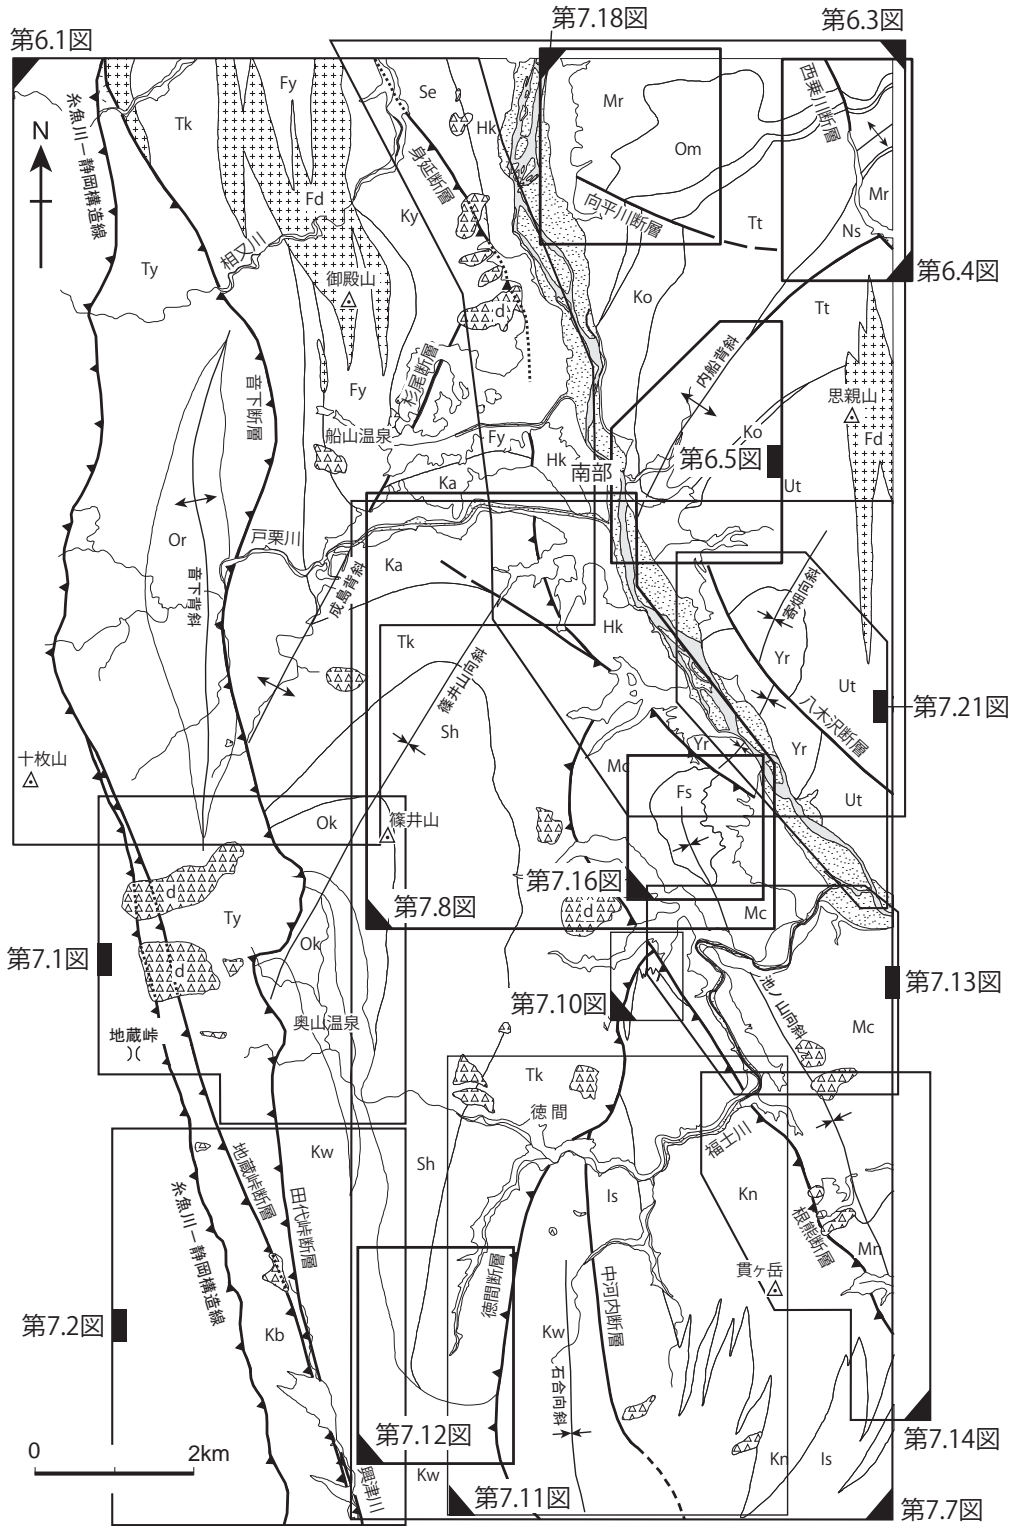 第7.18図
第6.3図
第6.1図
N
糸魚川－静岡構造線
Tk
Fy
Se
Hk
Mr
Om
西乗川断層
Mr
Ns
身延断層
向平川断層
Tt
Fd
Ky
相又川
Ty
御殿山
第6.4図
Tt
Ko
d
杉尾断層
内船背斜
思親山
音下断層
Fy
船山温泉
Fy
Ko
Fd
第6.5図
Hk
南部
Ka
Ut
Or
戸栗川
成島背斜
Ka
音下背斜
寄畑向斜
Hk
Tk
Yr
Ut
篠井山向斜
Sh
八木沢断層
第7.21図
Yr
Yr
十枚山
Mc
Fs
Ut
Ok
篠井山
第7.16図
d
Ty
第7.8図
d
Mc
Ok
第7.1図
d
第7.13図
第7.10図
池ノ山向斜
奥山温泉
地蔵峠
Mc
Tk
徳間
福士川
Kw
Sh
地蔵峠断層
糸魚川－静岡構造線
田代峠断層
Is
Kn
根熊断層
Mn
徳間断層
中河内断層
貫ヶ岳
第7.2図
Kb
Kw
石合向斜
0
2km
第7.12図
第7.14図
Kn
Is
Kw
興津川
第7.11図
第7.7図